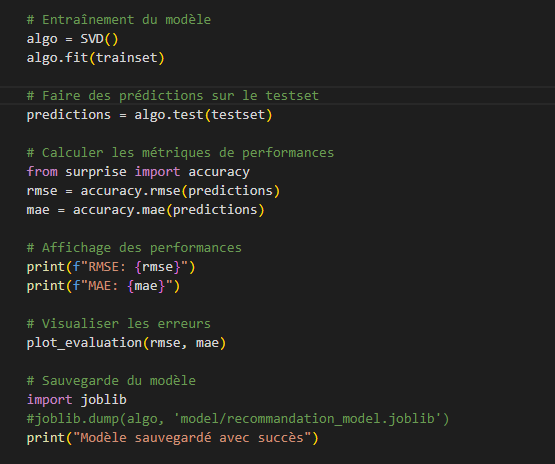 # Entraînement du modèle
algo = SVD()
algo.fit(trainset)
# Faire des prédictions sur le testset
predictions = algo.test(testset)
# Calculer les métriques de performances
from surprise import accuracy
rmse = accuracy.rmse(predictions)
mae = accuracy.mae(predictions)
# Affichage des performances
print(f"RMSE: {rmse}")
print(f"MAE: {mae}")
# Visualiser les erreurs
plot_evaluation(rmse, mae)
# Sauvegarde du modèle
import joblib
#joblib.dump(algo, 'model/recommandation_model.joblib')
print("Modèle sauvegardé avec succès")